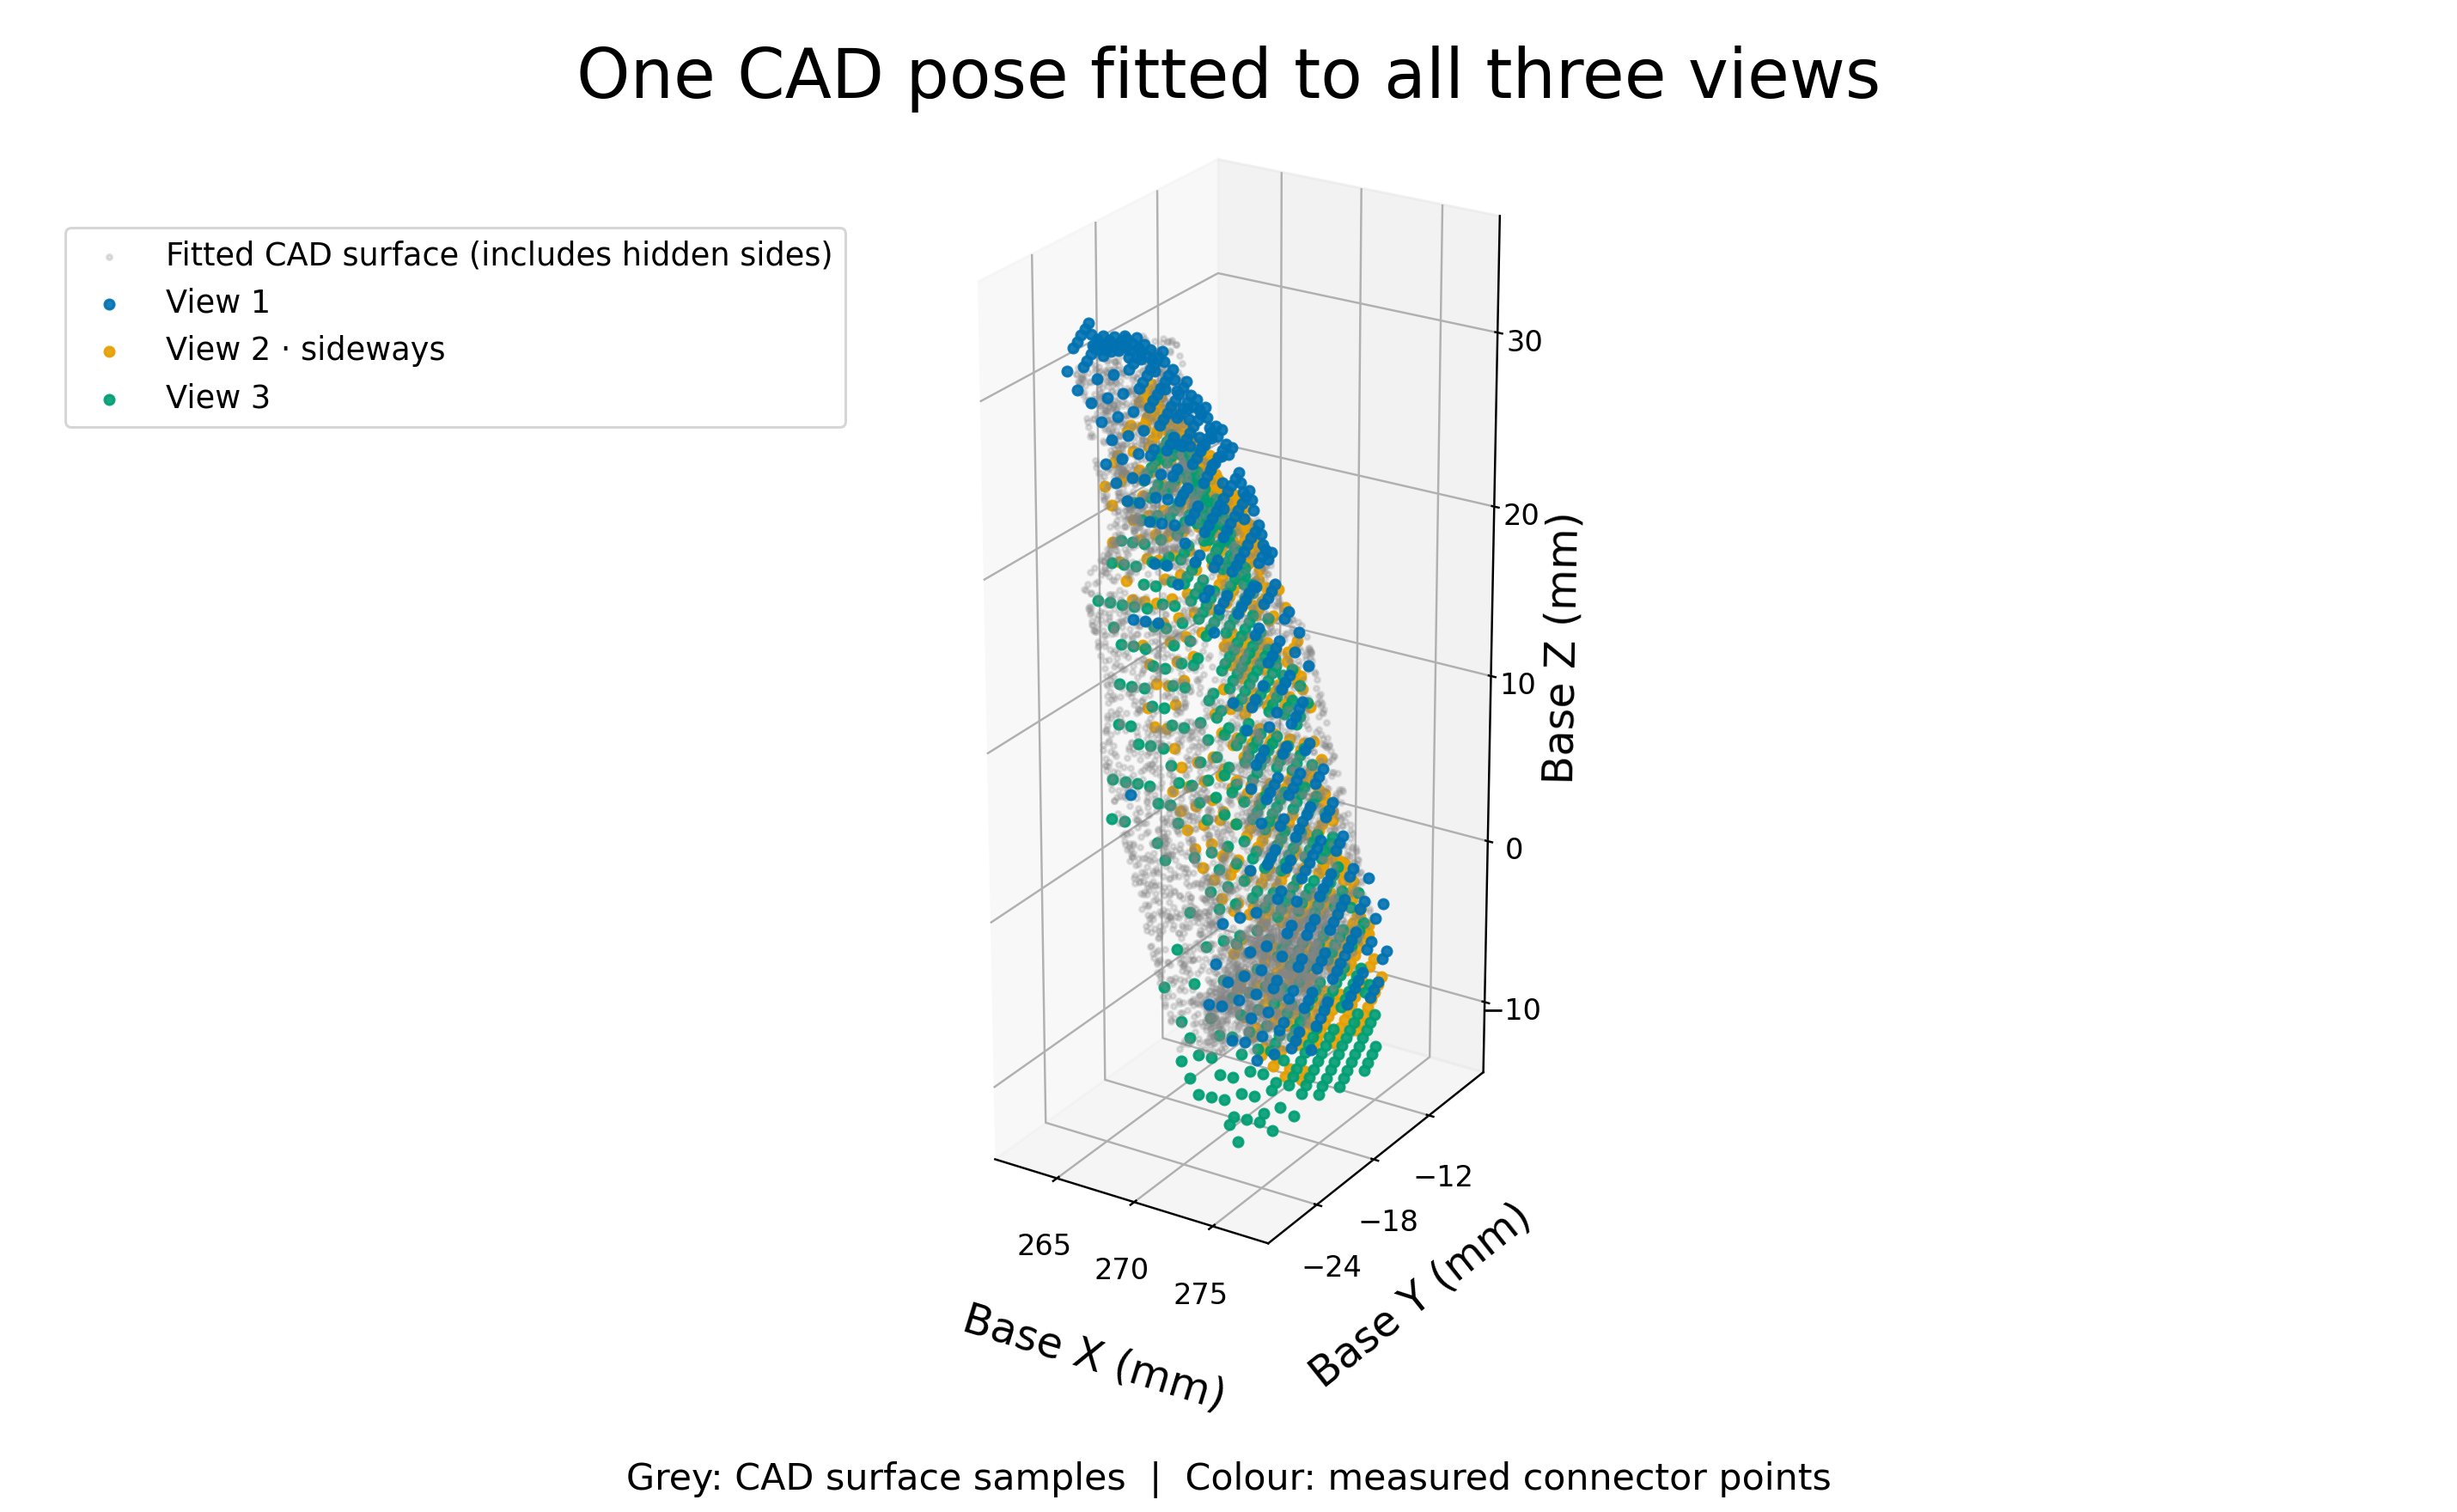 One CAD pose fitted to all three views
Fitted CAD surface (includes hidden sides)
View 1
View 2 · sideways
View 3
30
20
10
0
−10
Base Z (mm)
−12
−18
−24
Base Y (mm)
265
270
275
Base X (mm)
Grey: CAD surface samples | Colour: measured connector points